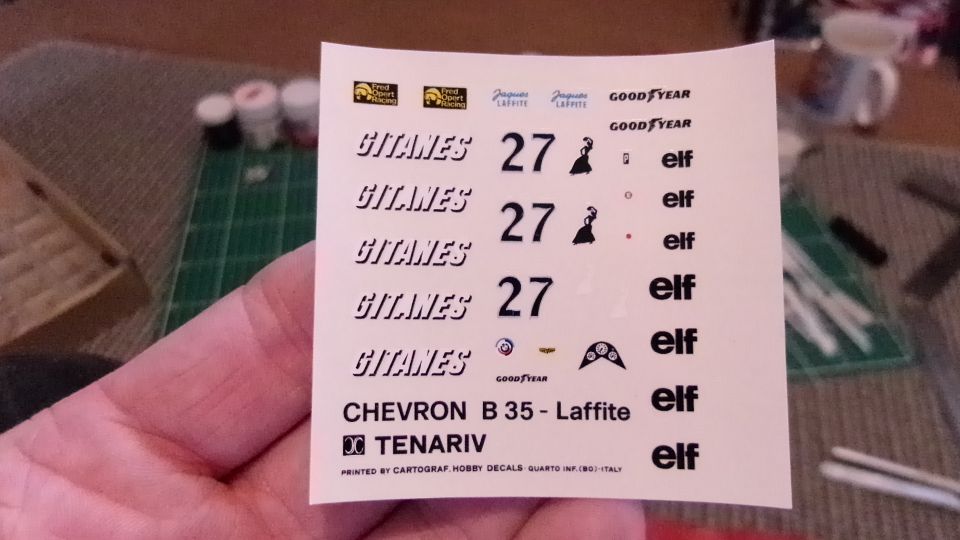 Fred Opert Racing
Fred Opert Racing
Jaques LAFFITE
Jaques LAFFITE
GOODYEAR
GOODYEAR
GITANES
27
elf
GITANES
27
elf
GITANES
elf
GITANES
27
elf
GITANES
GOODYEAR
elf
CHEVRON B 35 - Laffite
elf
TENARIV
elf
PRINTED BY CARTOGRAF. HOBBY DECALS - QUARTO INF. (BO)-ITALY